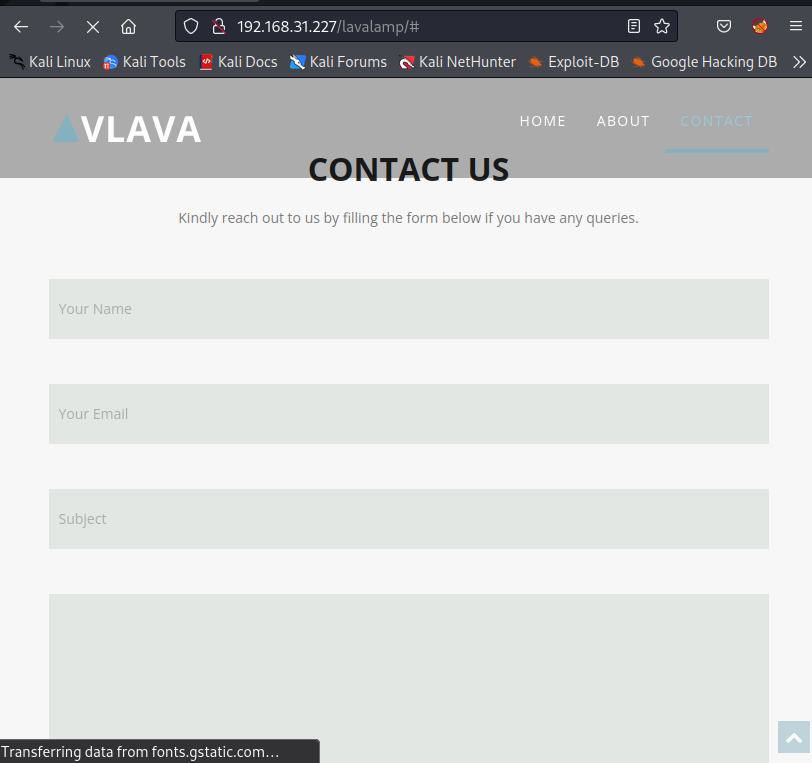 192.168.31.227/lavalamp/#
Kali Linux Kali Tools Kali Docs Kali Forums Kali NetHunter Exploit-DB Google Hacking DB
VLAVA
HOME ABOUT CONTACT
CONTACT US
Kindly reach out to us by filling the form below if you have any queries.
Your Name
Your Email
Subject
Transferring data from fonts.gstatic.com…